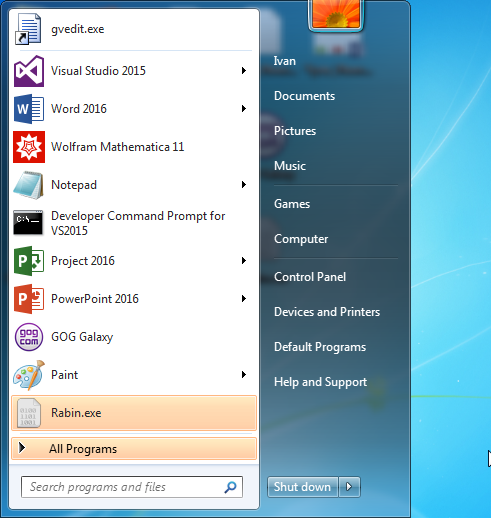 gvedit.exe
Visual Studio 2015
Word 2016
Wolfram Mathematica 11
Notepad
C:\_
Developer Command Prompt for
VS2015
Project 2016
PowerPoint 2016
gog
com
GOG Galaxy
Paint
Rabin.exe
All Programs
Search programs and files
Ivan
Documents
Pictures
Music
Games
Computer
Control Panel
Devices and Printers
Default Programs
Help and Support
Shut down